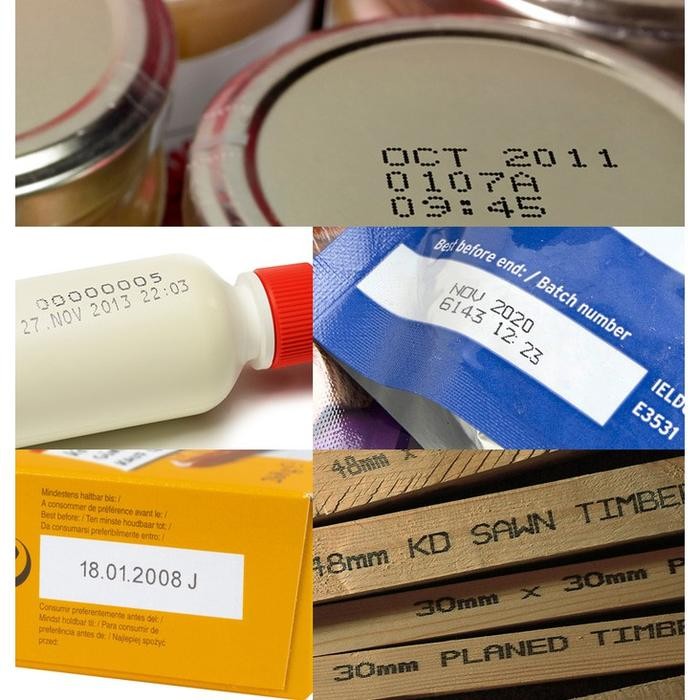 OCT 2011
0107A
09:45
00000005
27.NOV 2013 22:03
Best before end: / Batch number
NOV 2020
6143 12:23
E3531
Mindestens haltbar bis: /
A consommer de préférence avant le: /
Best before: / Ten minste houdbaar tot: /
Da consumarsi preferibilmente entro: /
18.01.2008 J
Consumir preferentemente antes del: /
Mindst holdbar til: / Para consumir de
preferência antes de: / Najlepiej spożyć
przed:
48mm x
48mm KD SAWN TIMBE
30mm x 30mm P
30mm PLANED TIMBE